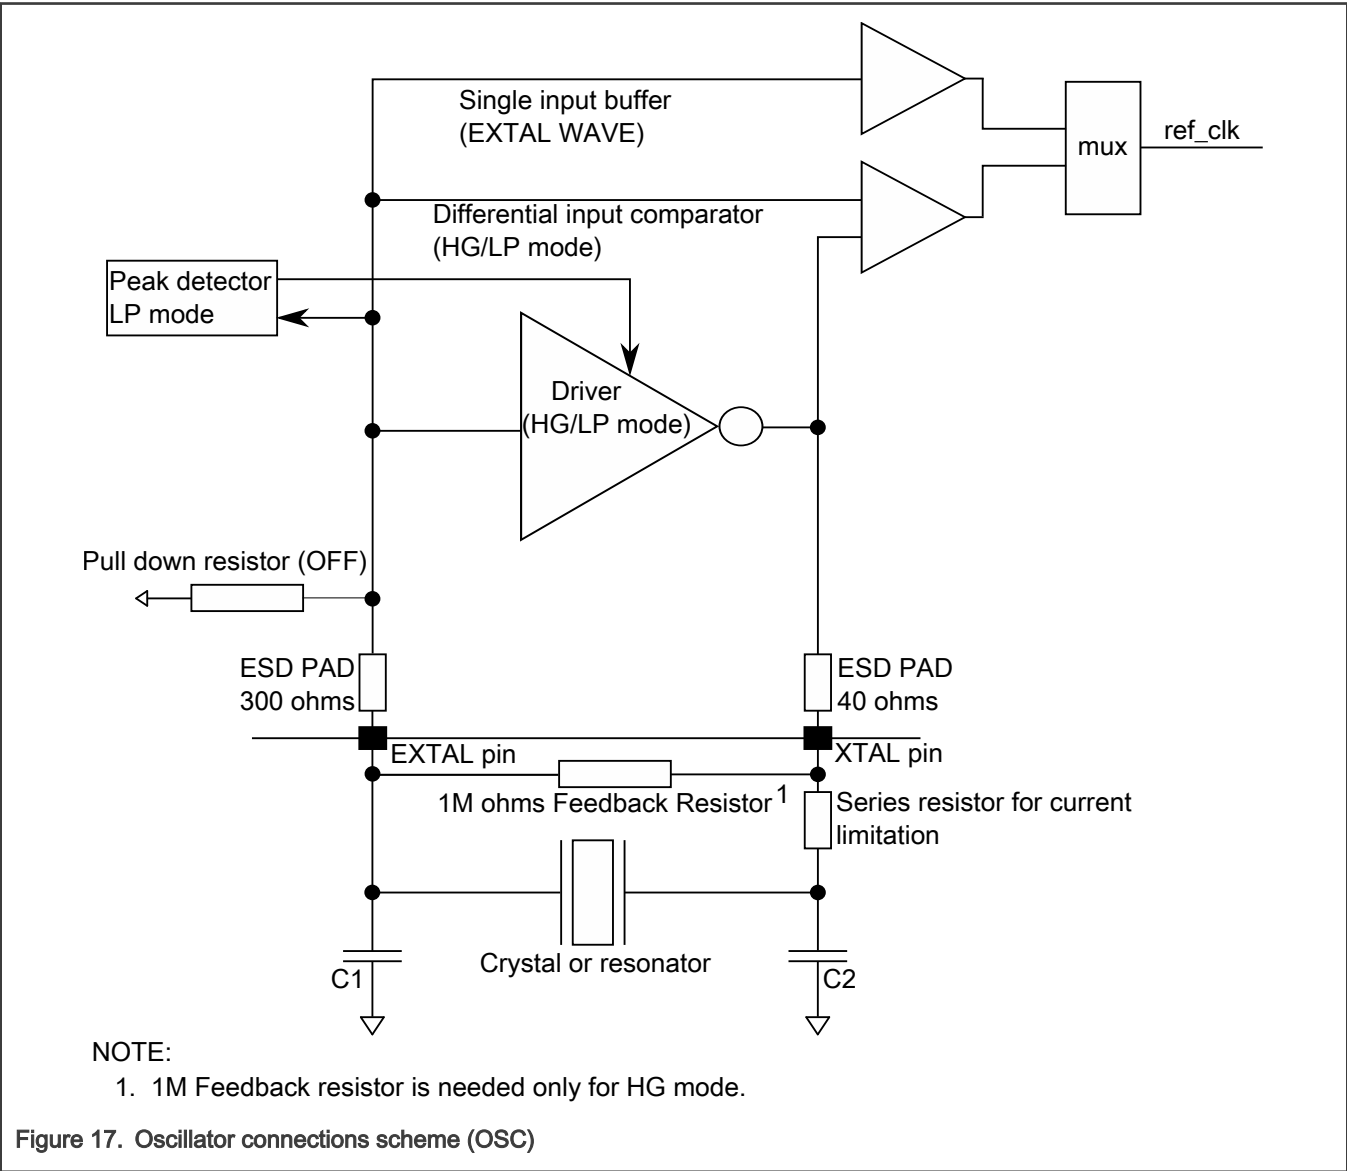 Single input buffer
(EXTAL WAVE)
mux
ref_clk
Differential input comparator
(HG/LP mode)
Peak detector
LP mode
Driver
(HG/LP mode)
Pull down resistor (OFF)
ESD PAD
300 ohms
ESD PAD
40 ohms
EXTAL pin
XTAL pin
1M ohms Feedback Resistor 1
Series resistor for current
limitation
Crystal or resonator
C1
C2
NOTE:
1. 1M Feedback resistor is needed only for HG mode.
Figure 17. Oscillator connections scheme (OSC)